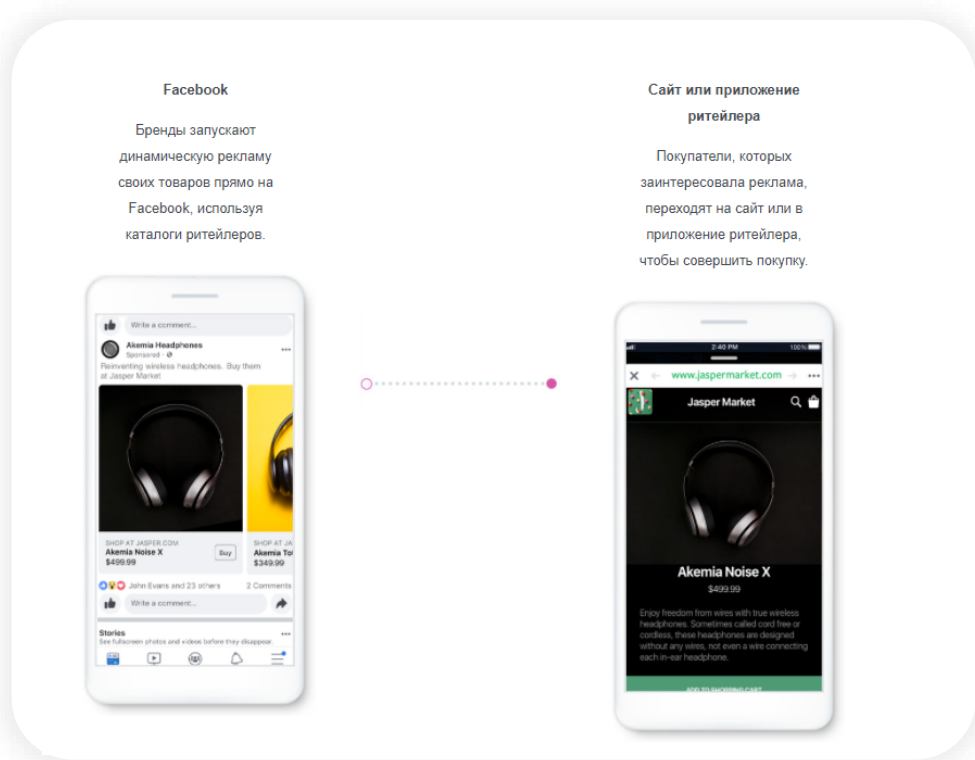 Facebook
Бренды запускают
динамическую рекламу
своих товаров прямо на
Facebook, используя
каталоги ритейлеров.
Write a comment...
Akemia Headphones
Sponsored ·
Reinventing wireless headphones. Buy them
at Jasper Market
SHOP AT JASPER.COM
Akemia Noise X
$499.99
Buy
SHOP AT JA
Akemia To
$349.99
John Evans and 23 others
2 Comments
Write a comment...
Stories
See fullscreen photos and videos before they disappear.
Сайт или приложение
ритейлера
Покупатели, которых
заинтересовала реклама,
переходят на сайт или в
приложение ритейлера,
чтобы совершить покупку.
2:40 PM
100%
www.jaspermarket.com
Jasper Market
Akemia Noise X
$499.99
Enjoy freedom from wires with true wireless
headphones. Sometimes called cord free or
cordless, these headphones are designed
without any wires, not even a wire connecting
each in-ear headphone.
ADD TO SHOPPING CART